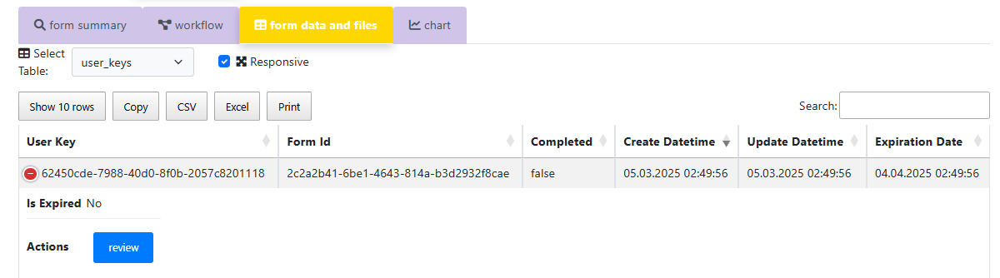 form summary workflow form data and files chart
Select Table: user_keys Responsive
Show 10 rows Copy CSV Excel Print Search:
User Key Form Id Completed Create Datetime Update Datetime Expiration Date
62450cde-7988-40d0-8f0b-2057c8201118 2c2a2b41-6be1-4643-814a-b3d2932f8cae false 05.03.2025 02:49:56 05.03.2025 02:49:56 04.04.2025 02:49:56
Is Expired No
Actions review